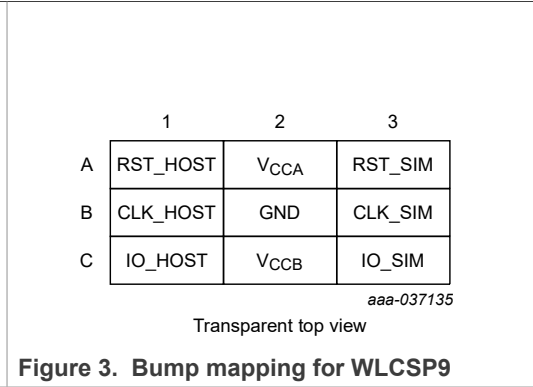 1 2 3
A RST_HOST VCCA RST_SIM
B CLK_HOST GND CLK_SIM
C IO_HOST VCCB IO_SIM
aaa-037135
Transparent top view
Figure 3. Bump mapping for WLCSP9